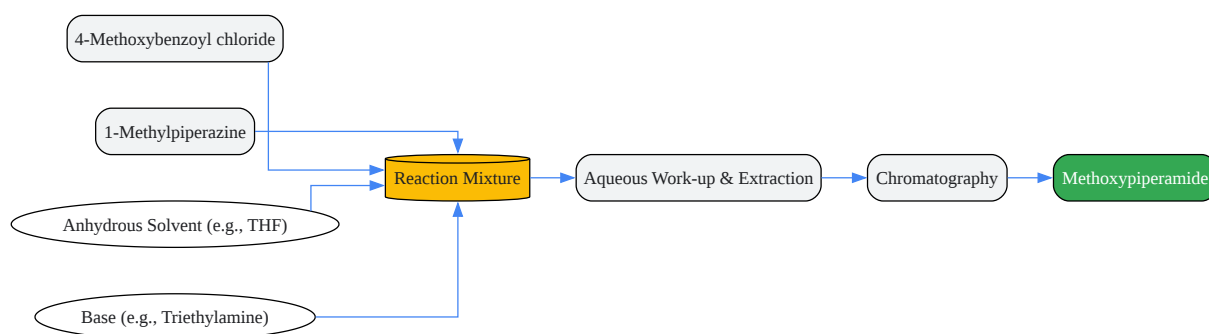 4-Methoxybenzoyl chloride
1-Methylpiperazine
Reaction Mixture
Aqueous Work-up & Extraction
Chromatography
Methoxypiperamide
Anhydrous Solvent (e.g., THF)
Base (e.g., Triethylamine)